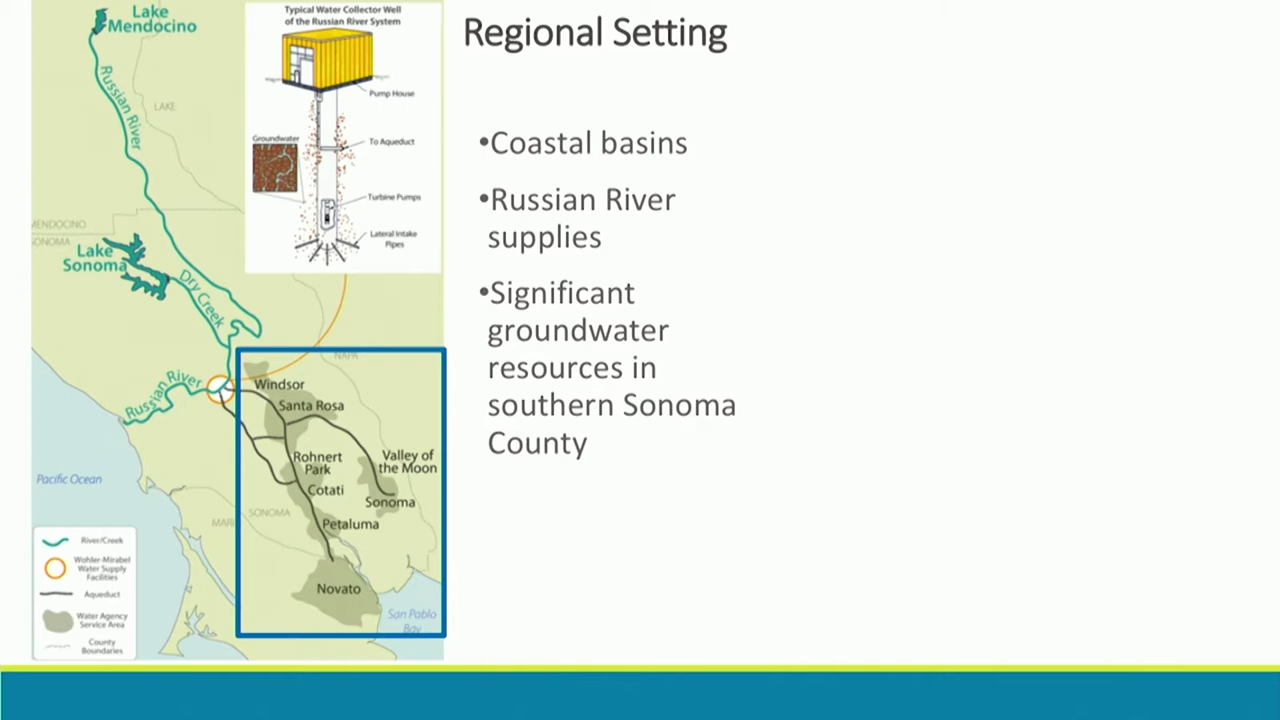 Regional Setting
•Coastal basins
•Russian River
supplies
•Significant
groundwater
resources in
southern Sonoma
County
Typical Water Collector Well
of the Russian River System
Pump House
Groundwater
To Aqueduct
Turbine Pumps
Lateral Intake
Pipes
Lake
Mendocino
Russian River
LAKE
MENDOCINO
SONOMA
Lake
Sonoma
Dry Creek
NAPA
Russian River
Windsor
Santa Rosa
Rohnert
Park
Valley of
the Moon
Cotati
Sonoma
Pacific Ocean
SONOMA
MARI
Petaluma
Novato
San Pablo
Bay
River/Creek
Wohler-Mirabel
Water Supply
Facilities
Aqueduct
Water Agency
Service Area
County
Boundaries